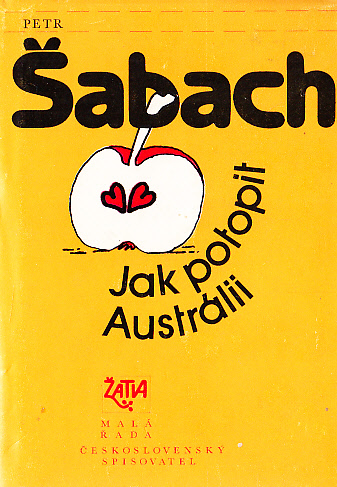 PETR
Šabach
Jak potopit
Austrálii
ŽATVA
MALÁ
ŘADA
ČESKOSLOVENSKÝ
SPISOVATEL